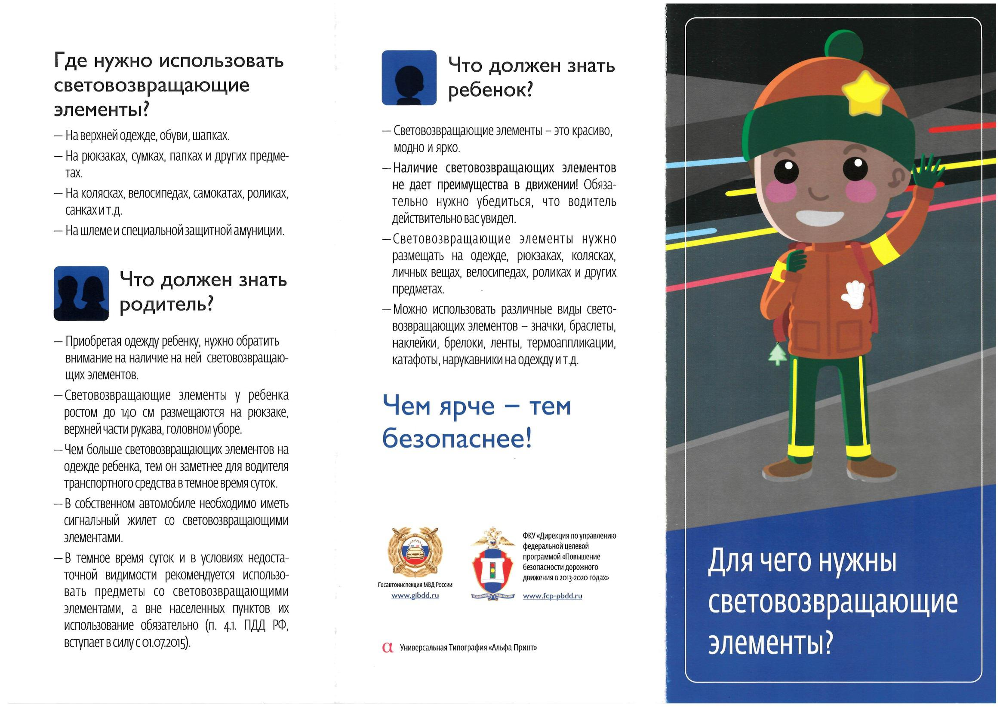 Где нужно использовать
световозвращающие
элементы?
— На верхней одежде, обуви, шапках.
— На рюкзаках, сумках, папках и других предме-
тах.
— На колясках, велосипедах, самокатах, роликах,
санках и т.д.
— На шлеме и специальной защитной амуниции.
Что должен знать
родитель?
— Приобретая одежду ребенку, нужно обратить
внимание на наличие на ней световозвращаю-
щих элементов.
— Световозвращающие элементы у ребенка
ростом до 140 см размещаются на рюкзаке,
верхней части рукава, головном уборе.
— Чем больше световозвращающих элементов на
одежде ребенка, тем он заметнее для водителя
транспортного средства в темное время суток.
— В собственном автомобиле необходимо иметь
сигнальный жилет со световозвращающими
элементами.
— В темное время суток и в условиях недоста-
точной видимости рекомендуется использо-
вать предметы со световозвращающими
элементами, а вне населенных пунктов их
использование обязательно (п. 4.1. ПДД РФ,
вступает в силу с 01.07.2015).
Что должен знать
ребенок?
— Световозвращающие элементы – это красиво,
модно и ярко.
— Наличие световозвращающих элементов
не дает преимущества в движении! Обяза-
тельно нужно убедиться, что водитель
действительно вас увидел.
— Световозвращающие элементы нужно
размещать на одежде, рюкзаках, колясках,
личных вещах, велосипедах, роликах и других
предметах.
— Можно использовать различные виды свето-
возвращающих элементов – значки, браслеты,
наклейки, брелоки, ленты, термоаппликации,
катафоты, нарукавники на одежду и т.д.
Чем ярче – тем
безопаснее!
Госавтоинспекция МВД России
www.gibdd.ru
БЕЗОПАСНОСТЬ РАДИ ЖИЗНИ
ФКУ «Дирекция по управлению
федеральной целевой
программой «Повышение
безопасности дорожного
движения в 2013-2020 годах»
www.fcp-pbdd.ru
α Универсальная Типография «Альфа Принт»
Для чего нужны
световозвращающие
элементы?